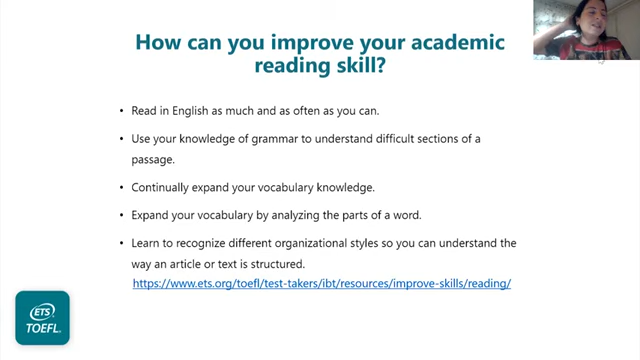 How can you improve your academic
reading skill?
• Read in English as much and as often as you can.
• Use your knowledge of grammar to understand difficult sections of a
passage.
• Continually expand your vocabulary knowledge.
• Expand your vocabulary by analyzing the parts of a word.
• Learn to recognize different organizational styles so you can understand the
way an article or text is structured.
https://www.ets.org/toefl/test-takers/ibt/resources/improve-skills/reading/
ETS
TOEFL